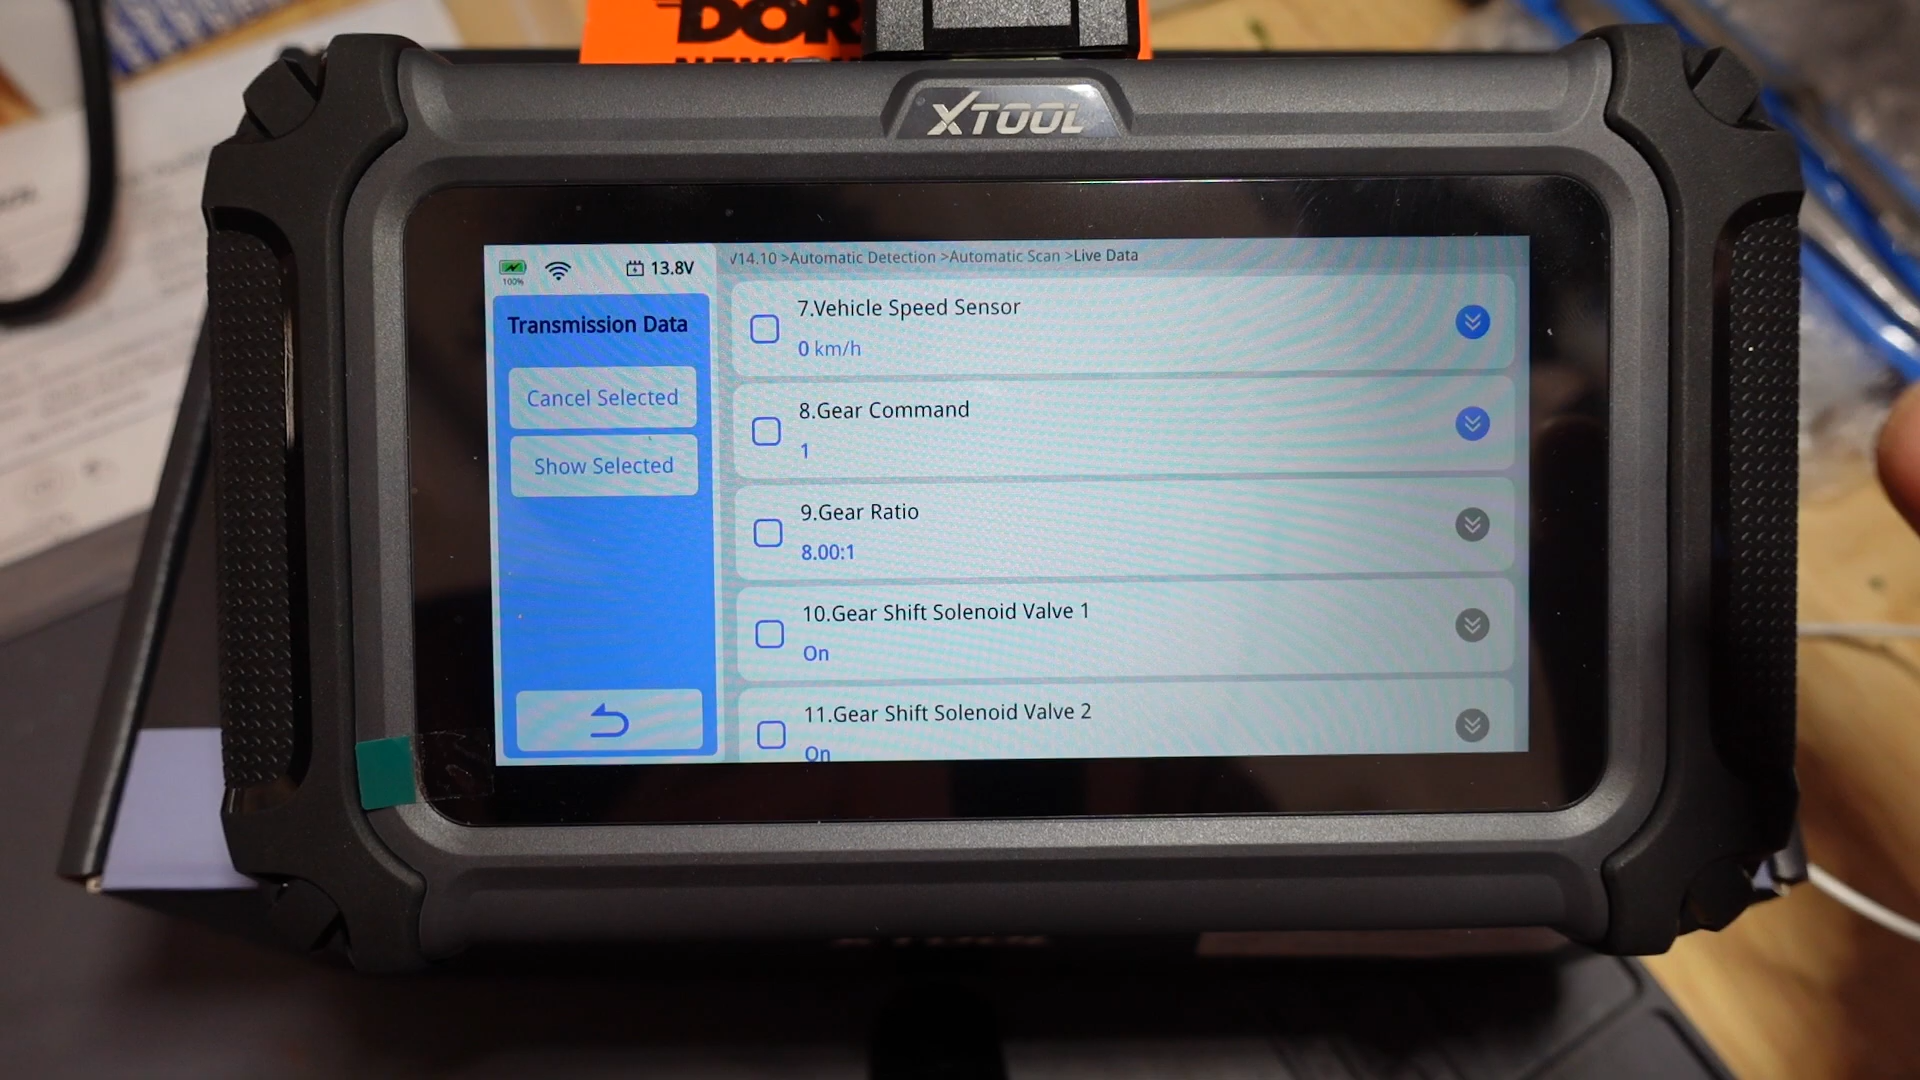 XTOOL
100%
13.8V
V14.10 >Automatic Detection >Automatic Scan >Live Data
Transmission Data
Cancel Selected
Show Selected
7.Vehicle Speed Sensor
0 km/h
8.Gear Command
1
9.Gear Ratio
8.00:1
10.Gear Shift Solenoid Valve 1
On
11.Gear Shift Solenoid Valve 2
On